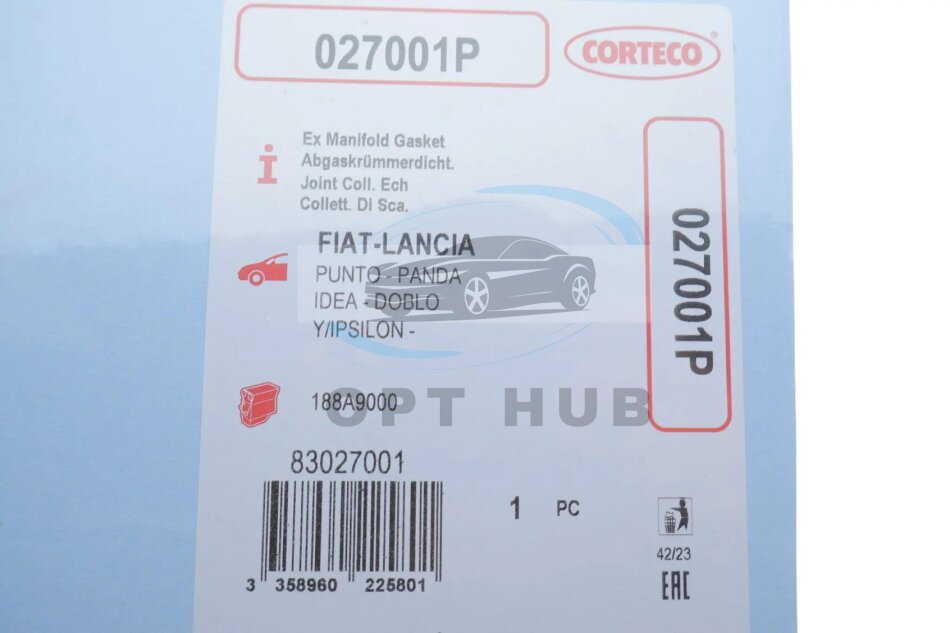 027001P
CORTECO
Ex Manifold Gasket
Abgaskrümmerdicht.
Joint Coll. Ech
Collett. Di Sca.
FIAT-LANCIA
PUNTO - PANDA
IDEA - DOBLO
Y/IPSILON -
027001P
188A9000
OPT HUB
83027001
1 PC
42/23
3 358960 225801
EAC